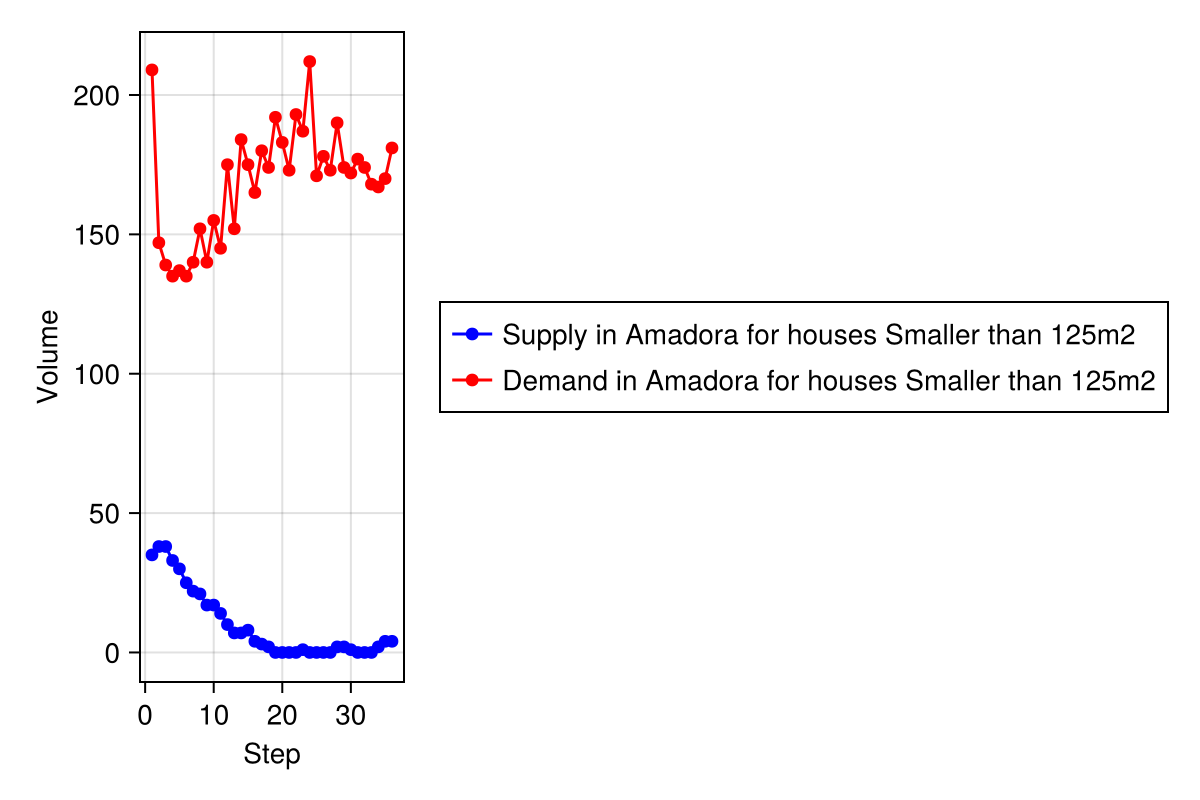 200
150
100
50
0
Volume
0 10 20 30
Step
Supply in Amadora for houses Smaller than 125m2
Demand in Amadora for houses Smaller than 125m2